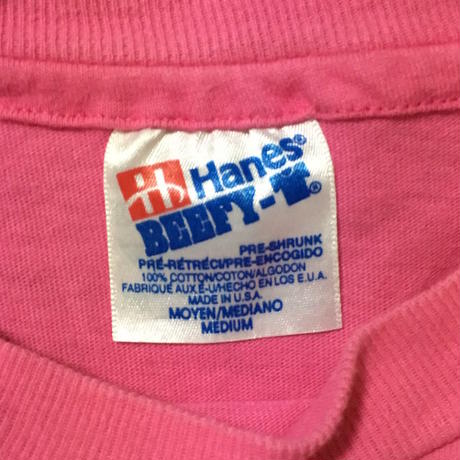 Hanes®
BEEFY-T®
PRE-SHRUNK
PRÉ-RÉTRÉCI/PRE-ENCOGIDO
100% COTTON/COTON/ALGODON
FABRIQUÉ AUX É-U/HECHO EN LOS E.U.A.
MADE IN U.S.A.
MOYEN/MEDIANO
MEDIUM